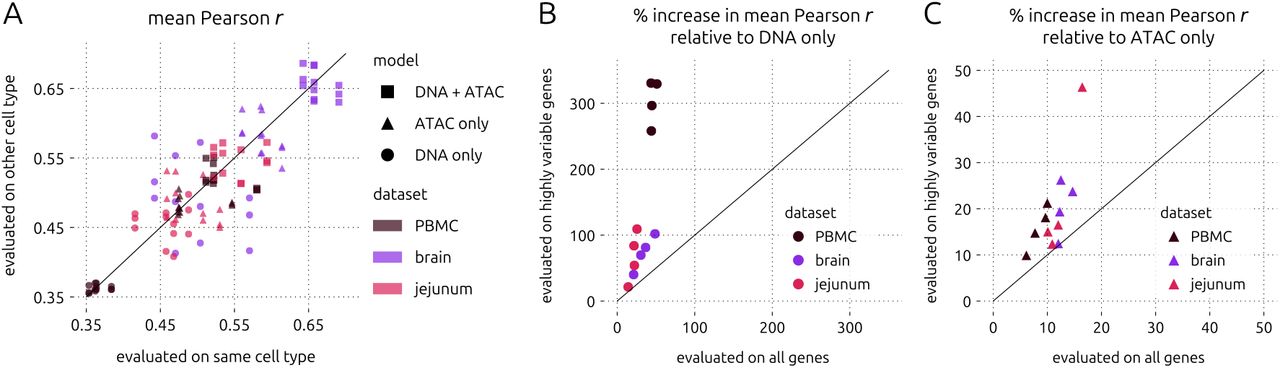 A
mean Pearson r
evaluated on other cell type
0.65
0.55
0.45
0.35
0.35 0.45 0.55 0.65
evaluated on same cell type
model
DNA + ATAC
ATAC only
DNA only
dataset
PBMC
brain
jejunum
B
% increase in mean Pearson r
relative to DNA only
evaluated on highly variable genes
300
200
100
0
0 100 200 300
evaluated on all genes
dataset
PBMC
brain
jejunum
C
% increase in mean Pearson r
relative to ATAC only
evaluated on highly variable genes
50
40
30
20
10
0
0 10 20 30 40 50
evaluated on all genes
dataset
PBMC
brain
jejunum